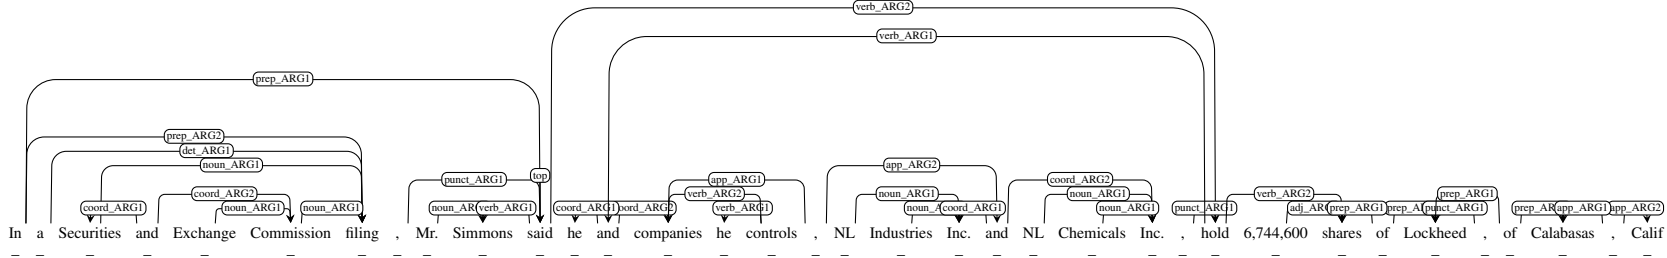 verb_ARG2
verb_ARG1
prep_ARG1
prep_ARG2
det_ARG1
noun_ARG1
app_ARG2
punct_ARG1 top app_ARG1 coord_ARG2
coord_ARG2 verb_ARG2 noun_ARG1 noun_ARG1 verb_ARG2 prep_ARG1
coord_ARG1 noun_ARG1 noun_ARG1 verb_ARG1 coord_ARG1 verb_ARG1 coord_ARG1 noun_ARG1 punct_ARG1 prep_ARG1 punct_ARG1 app_ARG1 app_ARG2
In a Securities and Exchange Commission filing , Mr. Simmons said he and companies he controls , NL Industries Inc. and NL Chemicals Inc. , hold 6,744,600 shares of Lockheed , of Calabasas , Calif